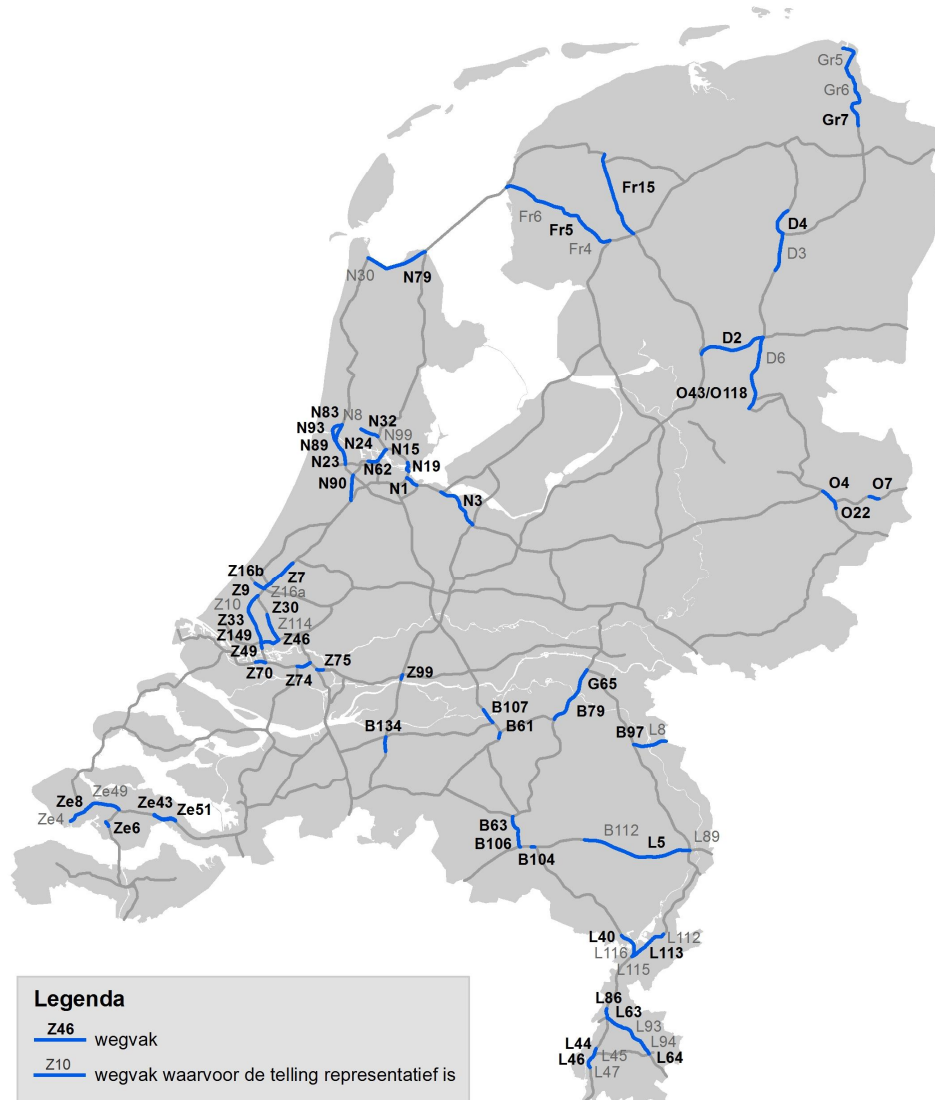 Gr5
Gr6
Gr7
Fr15
Fr6
Fr5
Fr4
D4
D3
N30
N79
D2
D6
O43/O118
N83
N8
N93
N32
N24
N99
N89
N15
N23
N62
N19
N90
N1
N3
O4
O7
O22
Z16b
Z7
Z9
Z16a
Z10
Z30
Z33
Z114
Z149
Z46
Z49
Z75
Z70
Z74
Z99
G65
B107
B79
B61
B134
B97
L8
Ze8
Ze49
Ze43
Ze51
Ze4
Ze6
B63
B112
L5
L89
B106
B104
L40
L112
L116
L113
L115
L86
L63
L93
L94
L44
L45
L64
L46
L47
Legenda
Z46
wegvak
Z10
wegvak waarvoor de telling representatief is